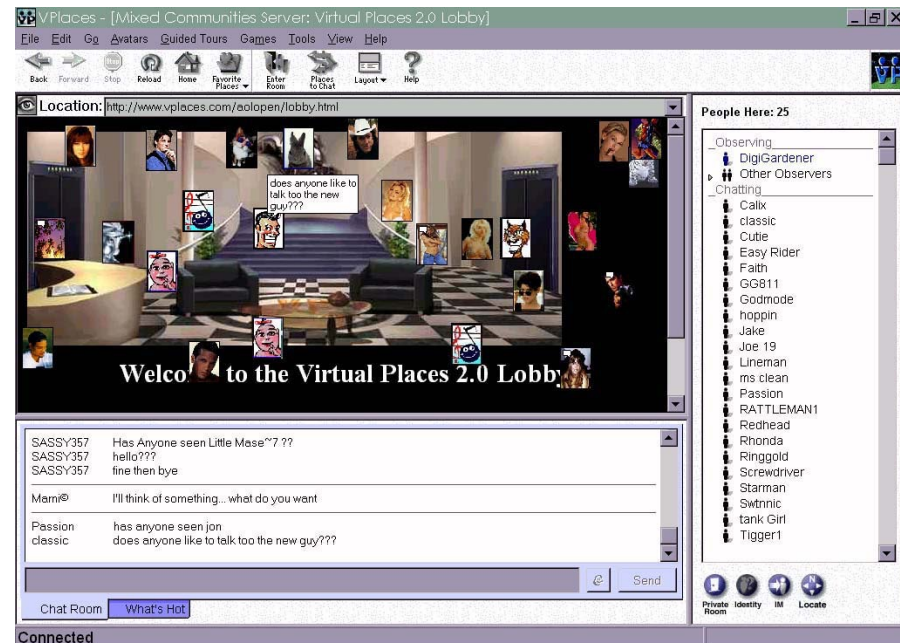 VPlaces - [Mixed Communities Server: Virtual Places 2.0 Lobby]
File Edit Go Avatars Guided Tours Games Tools View Help
Back Forward Stop Reload Home Favorite Places Enter Room Places to Chat Layout Help
Location: http://www.vplaces.com/aolopen/lobby.html
does anyone like to
talk too the new
guy???
Welco to the Virtual Places 2.0 Lobby
SASSY357 Has Anyone seen Little Mase~7 ??
SASSY357 hello???
SASSY357 fine then bye
Marni© I'll think of something... what do you want
Passion has anyone seen jon
classic does anyone like to talk too the new guy???
Send
Chat Room What's Hot
Connected
People Here: 25
Observing
DigiGardener
Other Observers
Chatting
Calix
classic
Cutie
Easy Rider
Faith
GG811
Godmode
hoppin
Jake
Joe 19
Lineman
ms clean
Passion
RATTLEMAN1
Redhead
Rhonda
Ringgold
Screwdriver
Starman
Swtnnic
tank Girl
Tigger1
Private Room Identity IM Locate